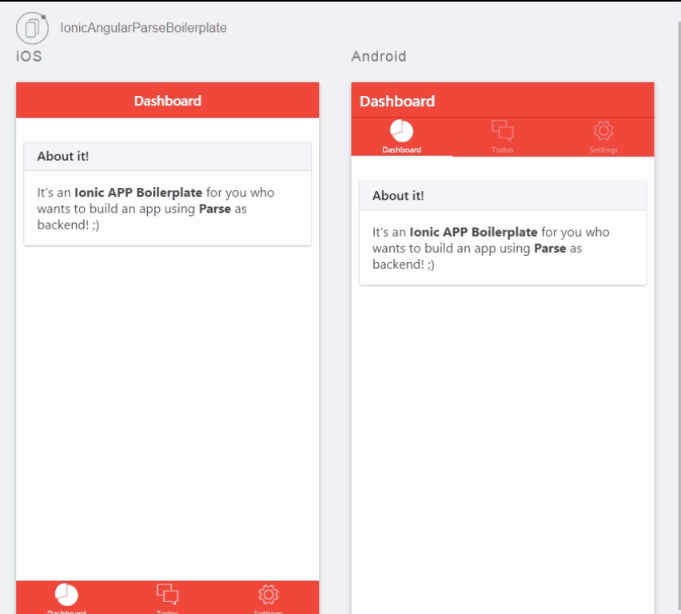 IonicAngularParseBoilerplate
iOS
Android
Dashboard
About it!
It's an Ionic APP Boilerplate for you who
wants to build an app using Parse as
backend! ;)
Dashboard
Todos
Settings
Dashboard
Dashboard
Todos
Settings
About it!
It's an Ionic APP Boilerplate for you who
wants to build an app using Parse as
backend! ;)